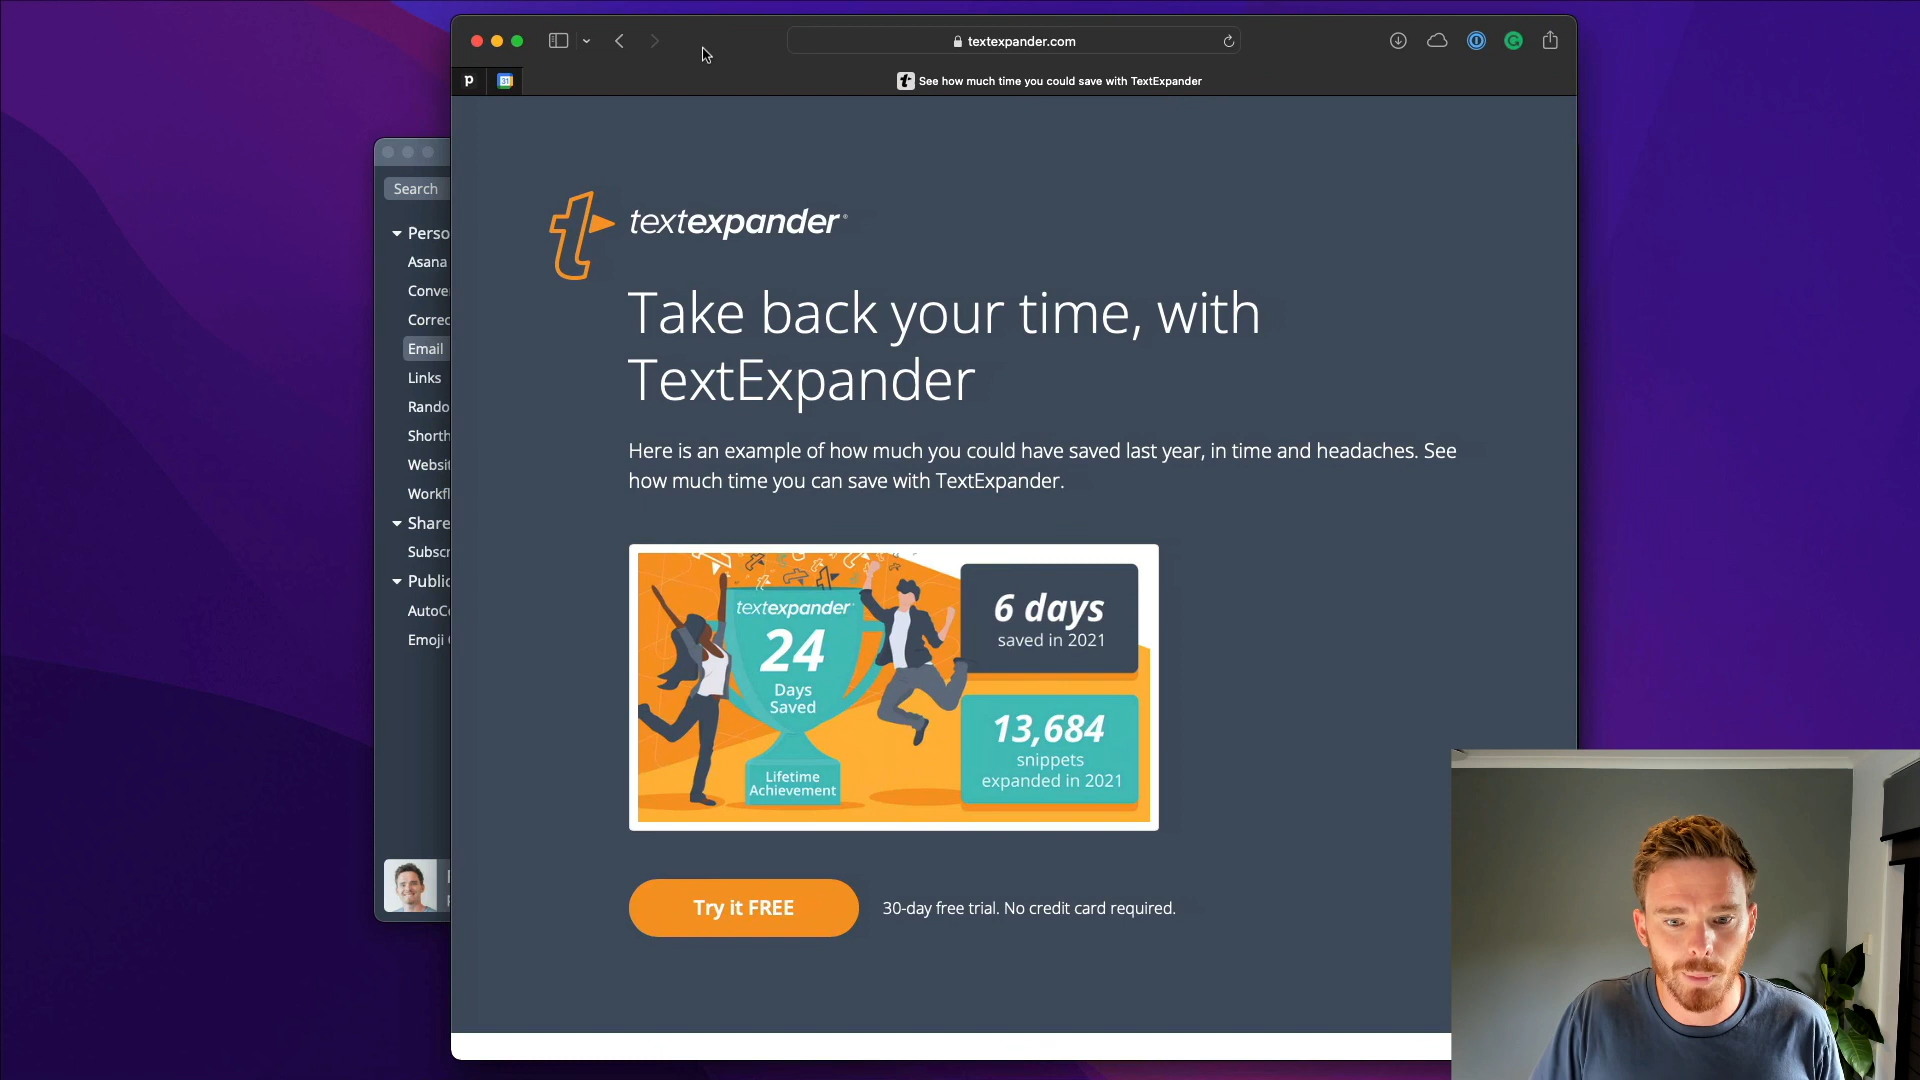 textexpander.com
See how much time you could save with TextExpander
Search
Perso
Asana
Conve
Correc
Email
Links
Rando
Shorth
Websit
Workfl
Share
Subscr
Public
AutoCo
Emoji
textexpander
Take back your time, with
TextExpander
Here is an example of how much you could have saved last year, in time and headaches. See
how much time you can save with TextExpander.
textexpander
24
Days
Saved
Lifetime
Achievement
6 days
saved in 2021
13,684
snippets
expanded in 2021
Try it FREE
30-day free trial. No credit card required.